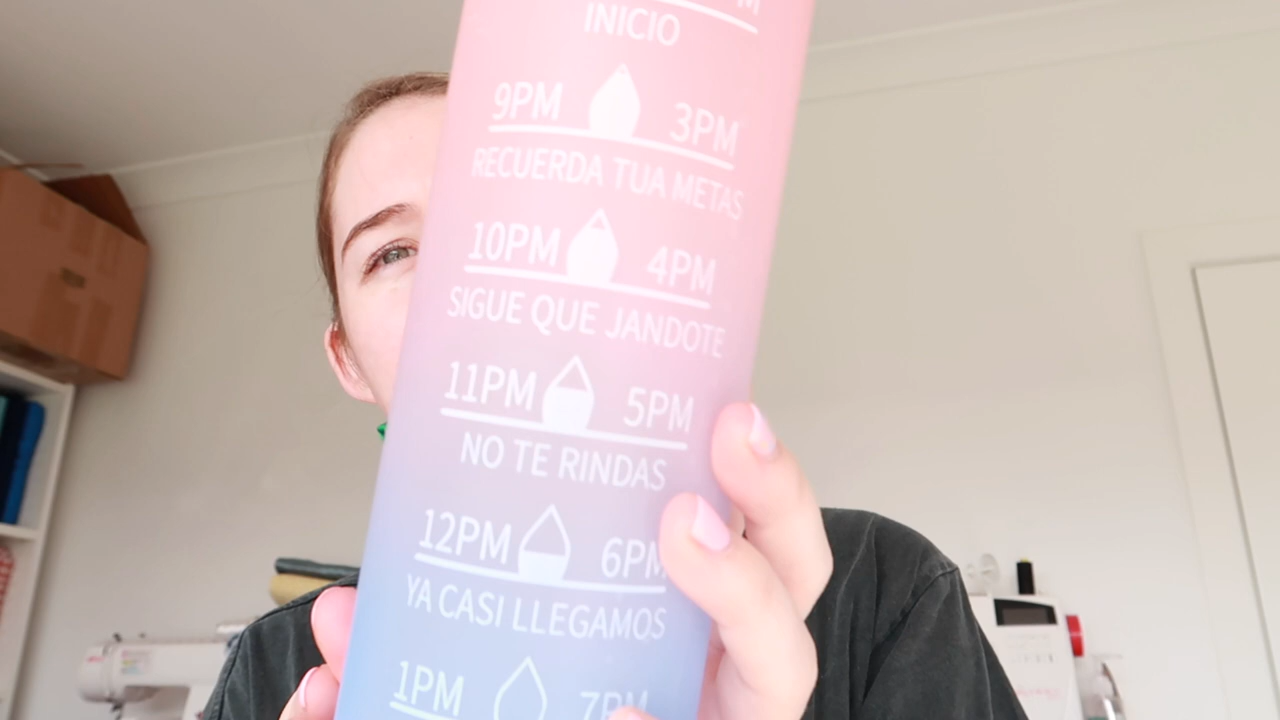 INICIO
9PM 3PM
RECUERDA TUA METAS
10PM 4PM
SIGUE QUE JANDOTE
11PM 5PM
NO TE RINDAS
12PM 6PM
YA CASI LLEGAMOS
1PM 7PM